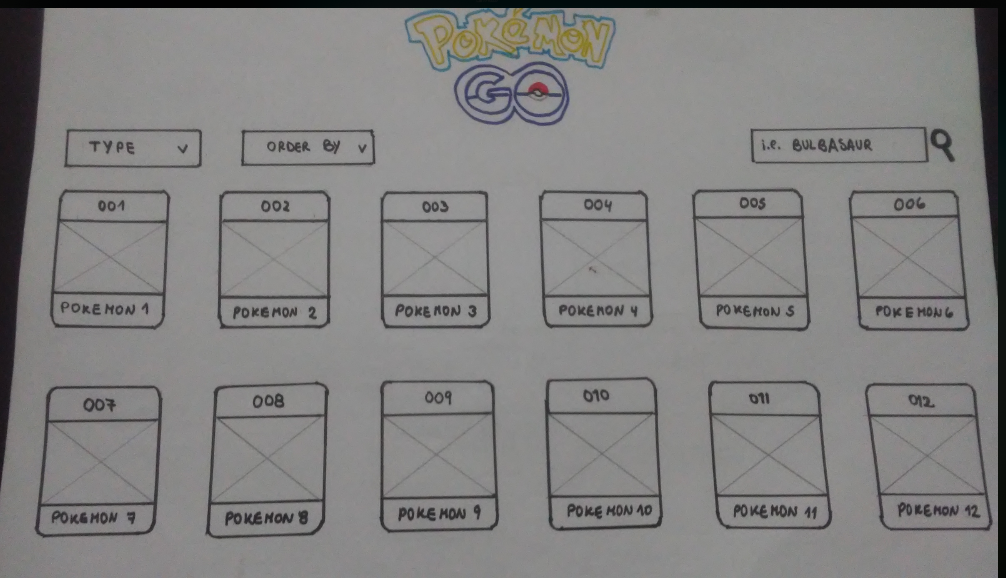 POKéMON
GO
TYPE v
ORDER BY v
i.e. BULBASAUR
001
002
003
004
005
006
POKEMON 1
POKEMON 2
POKEMON 3
POKEMON 4
POKEMON 5
POKEMON 6
007
008
009
010
011
012
POKEMON 7
POKEMON 8
POKEMON 9
POKEMON 10
POKEMON 11
POKEMON 12